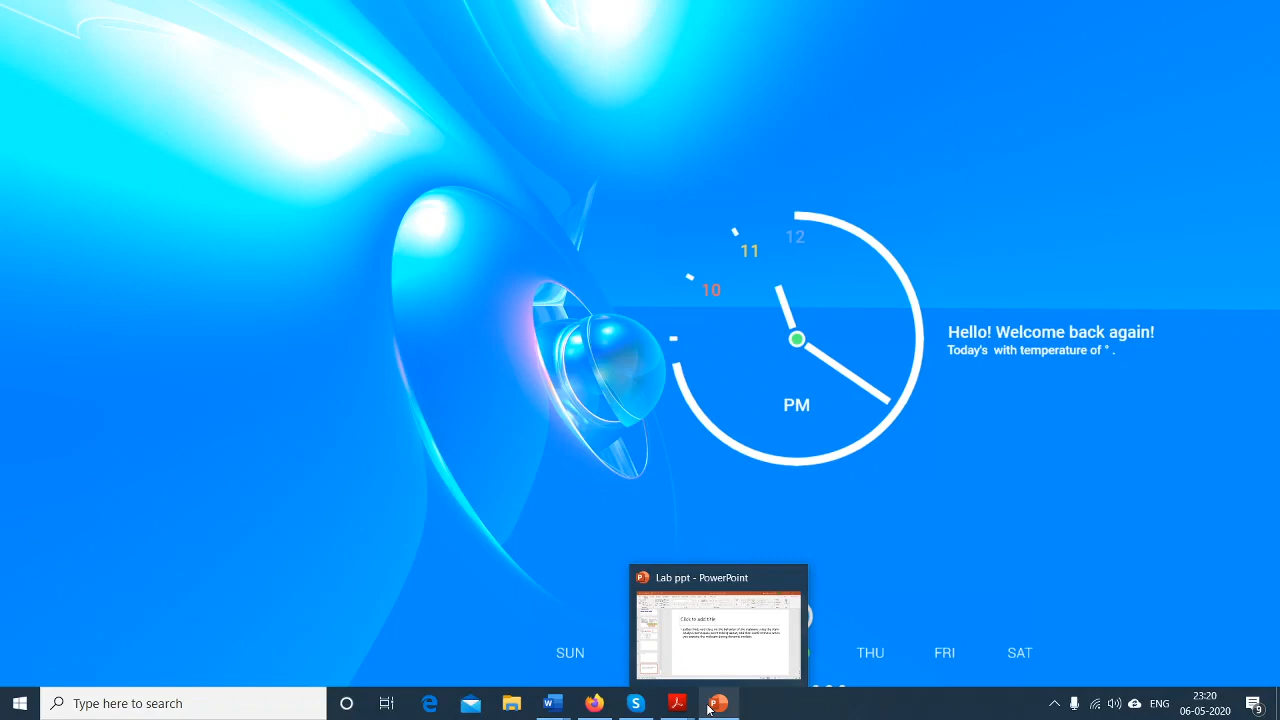 12
11
10
PM
Hello! Welcome back again!
Today's with temperature of ° .
Lab ppt - PowerPoint
Click to add title
SUN
THU
FRI
SAT
Type here to search
ENG
23:20
06-05-2020
9